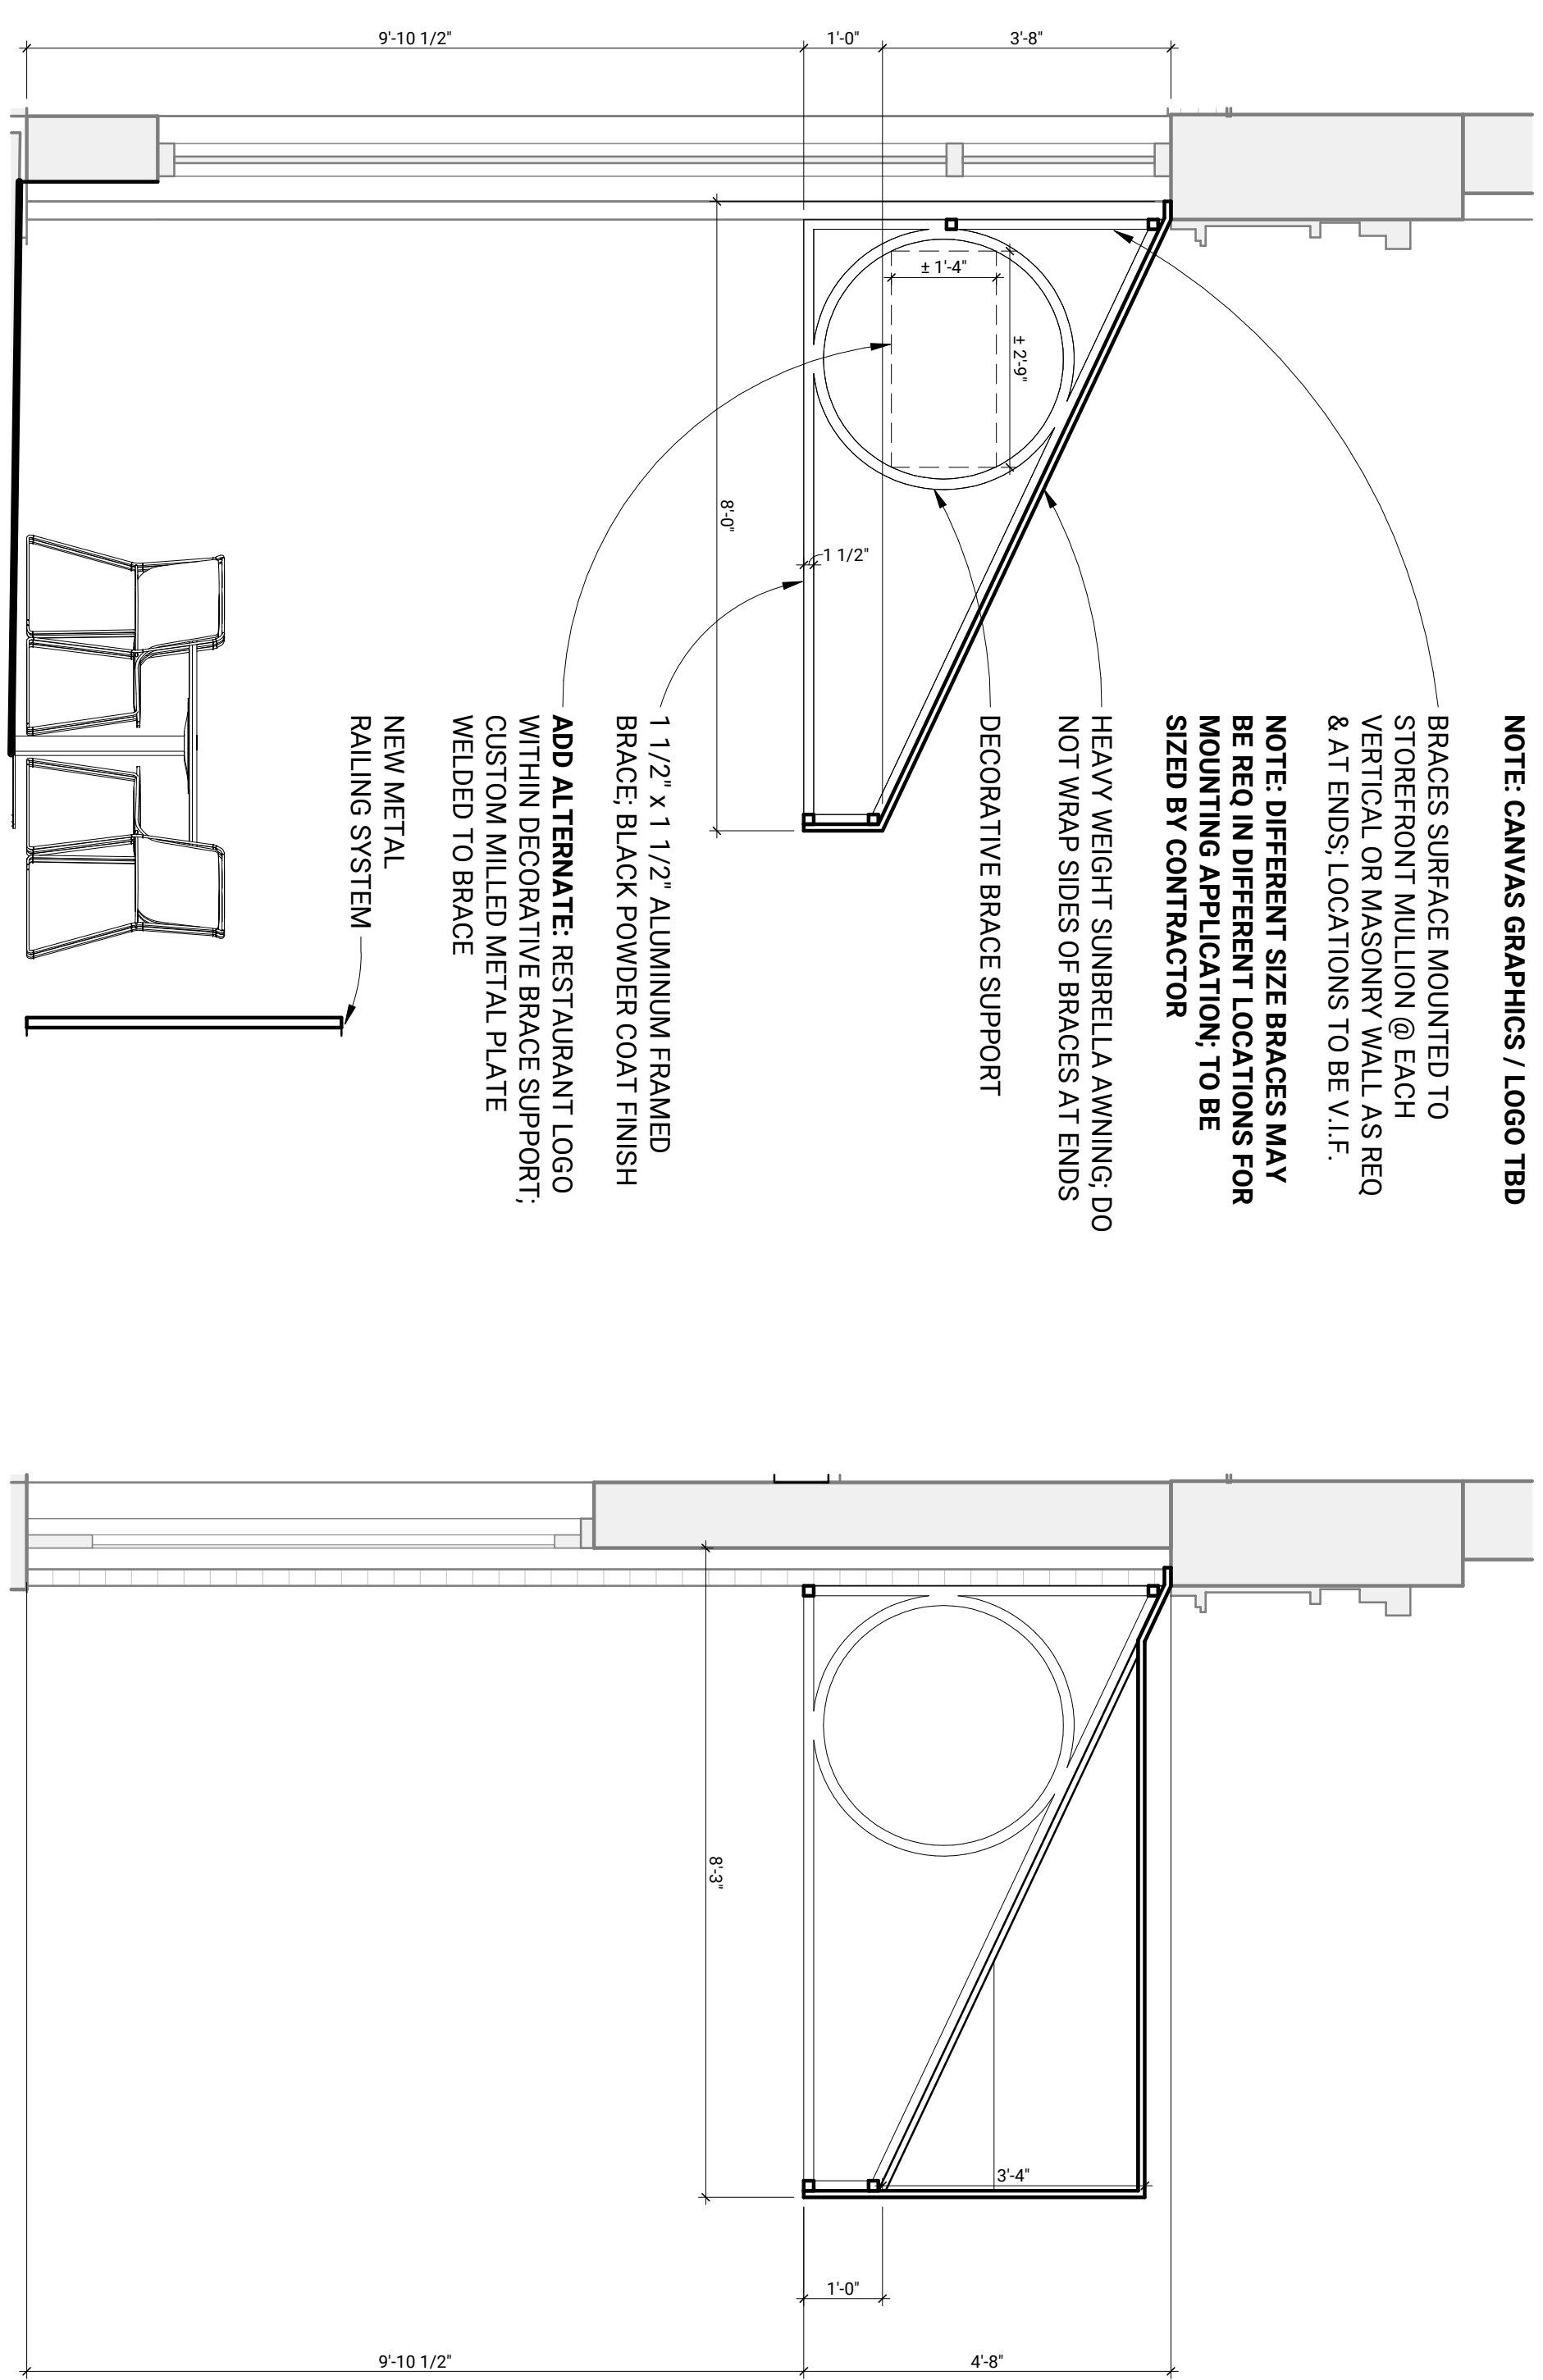 NOTE: CANVAS GRAPHICS / LOGO TBD
BRACES SURFACE MOUNTED TO
STOREFRONT MULLION @ EACH
VERTICAL OR MASONRY WALL AS REQ
& AT ENDS; LOCATIONS TO BE V.I.F.
NOTE: DIFFERENT SIZE BRACES MAY
BE REQ IN DIFFERENT LOCATIONS FOR
MOUNTING APPLICATION; TO BE
SIZED BY CONTRACTOR
HEAVY WEIGHT SUNBRELLA AWNING; DO
NOT WRAP SIDES OF BRACES AT ENDS
DECORATIVE BRACE SUPPORT
1 1/2" x 1 1/2" ALUMINUM FRAMED
BRACE; BLACK POWDER COAT FINISH
ADD ALTERNATE: RESTAURANT LOGO
WITHIN DECORATIVE BRACE SUPPORT;
CUSTOM MILLED METAL PLATE
WELDED TO BRACE
NEW METAL
RAILING SYSTEM
9'-10 1/2"
1'-0"
3'-8"
± 1'-4"
± 2'-9"
8'-0"
1 1/2"
8'-3"
3'-4"
1'-0"
9'-10 1/2"
4'-8"